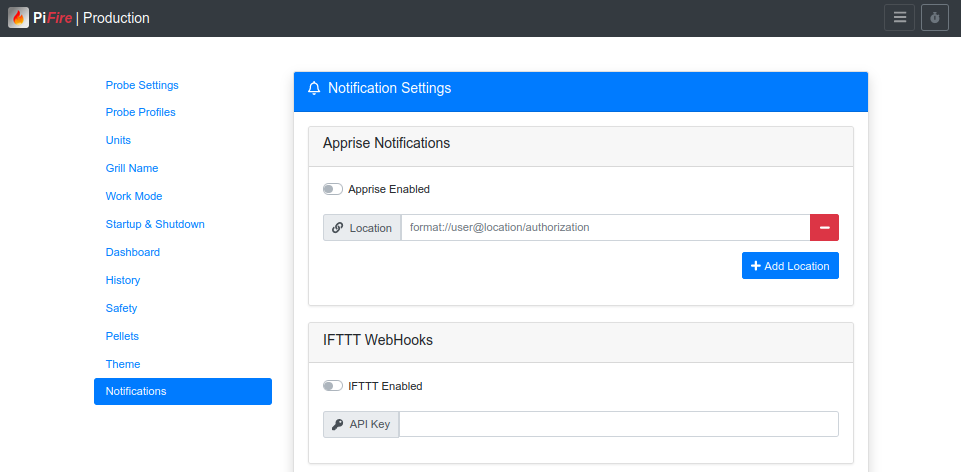 PiFire | Production
Probe Settings
Probe Profiles
Units
Grill Name
Work Mode
Startup & Shutdown
Dashboard
History
Safety
Pellets
Theme
Notifications
Notification Settings
Apprise Notifications
Apprise Enabled
Location format://user@location/authorization
Add Location
IFTTT WebHooks
IFTTT Enabled
API Key